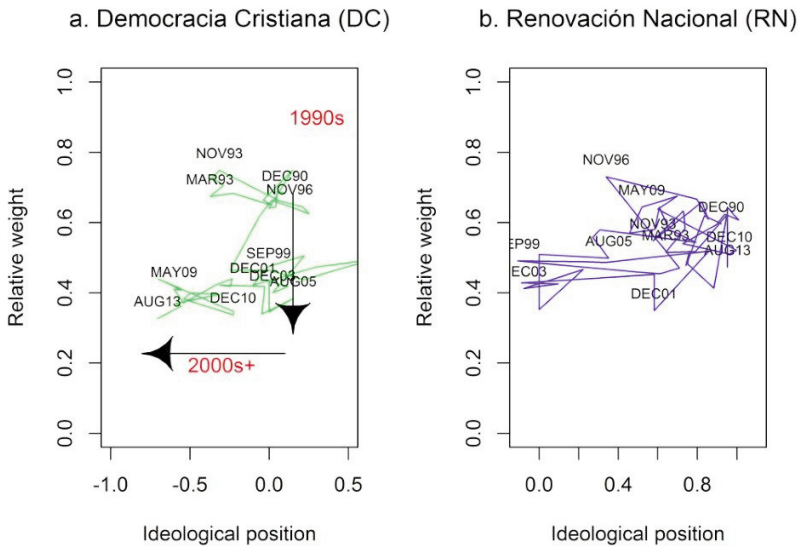 a. Democracia Cristiana (DC)
b. Renovación Nacional (RN)
Relative weight
1.0
0.8
0.6
0.4
0.2
0.0
1990s
NOV93
MAR93
DEC90
NOV96
SEP99
DEC01
DEC03
AUG05
MAY09
AUG13
DEC10
2000s+
-1.0
-0.5
0.0
0.5
Ideological position
Relative weight
1.0
0.8
0.6
0.4
0.2
0.0
NOV96
MAY09
DEC90
NOV93
MAR93
DEC10
AUG05
AUG13
EP99
EC03
DEC01
0.0
0.4
0.8
Ideological position